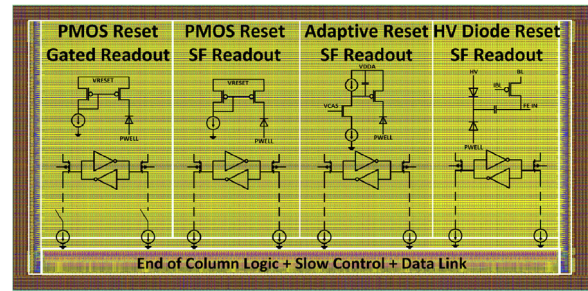 PMOS Reset
Gated Readout
VRESET
PWELL
PMOS Reset
SF Readout
VRESET
PWELL
Adaptive Reset
SF Readout
VDDA
VCAS
PWELL
HV Diode Reset
SF Readout
HV
BL
IN
FE IN
PWELL
End of Column Logic + Slow Control + Data Link